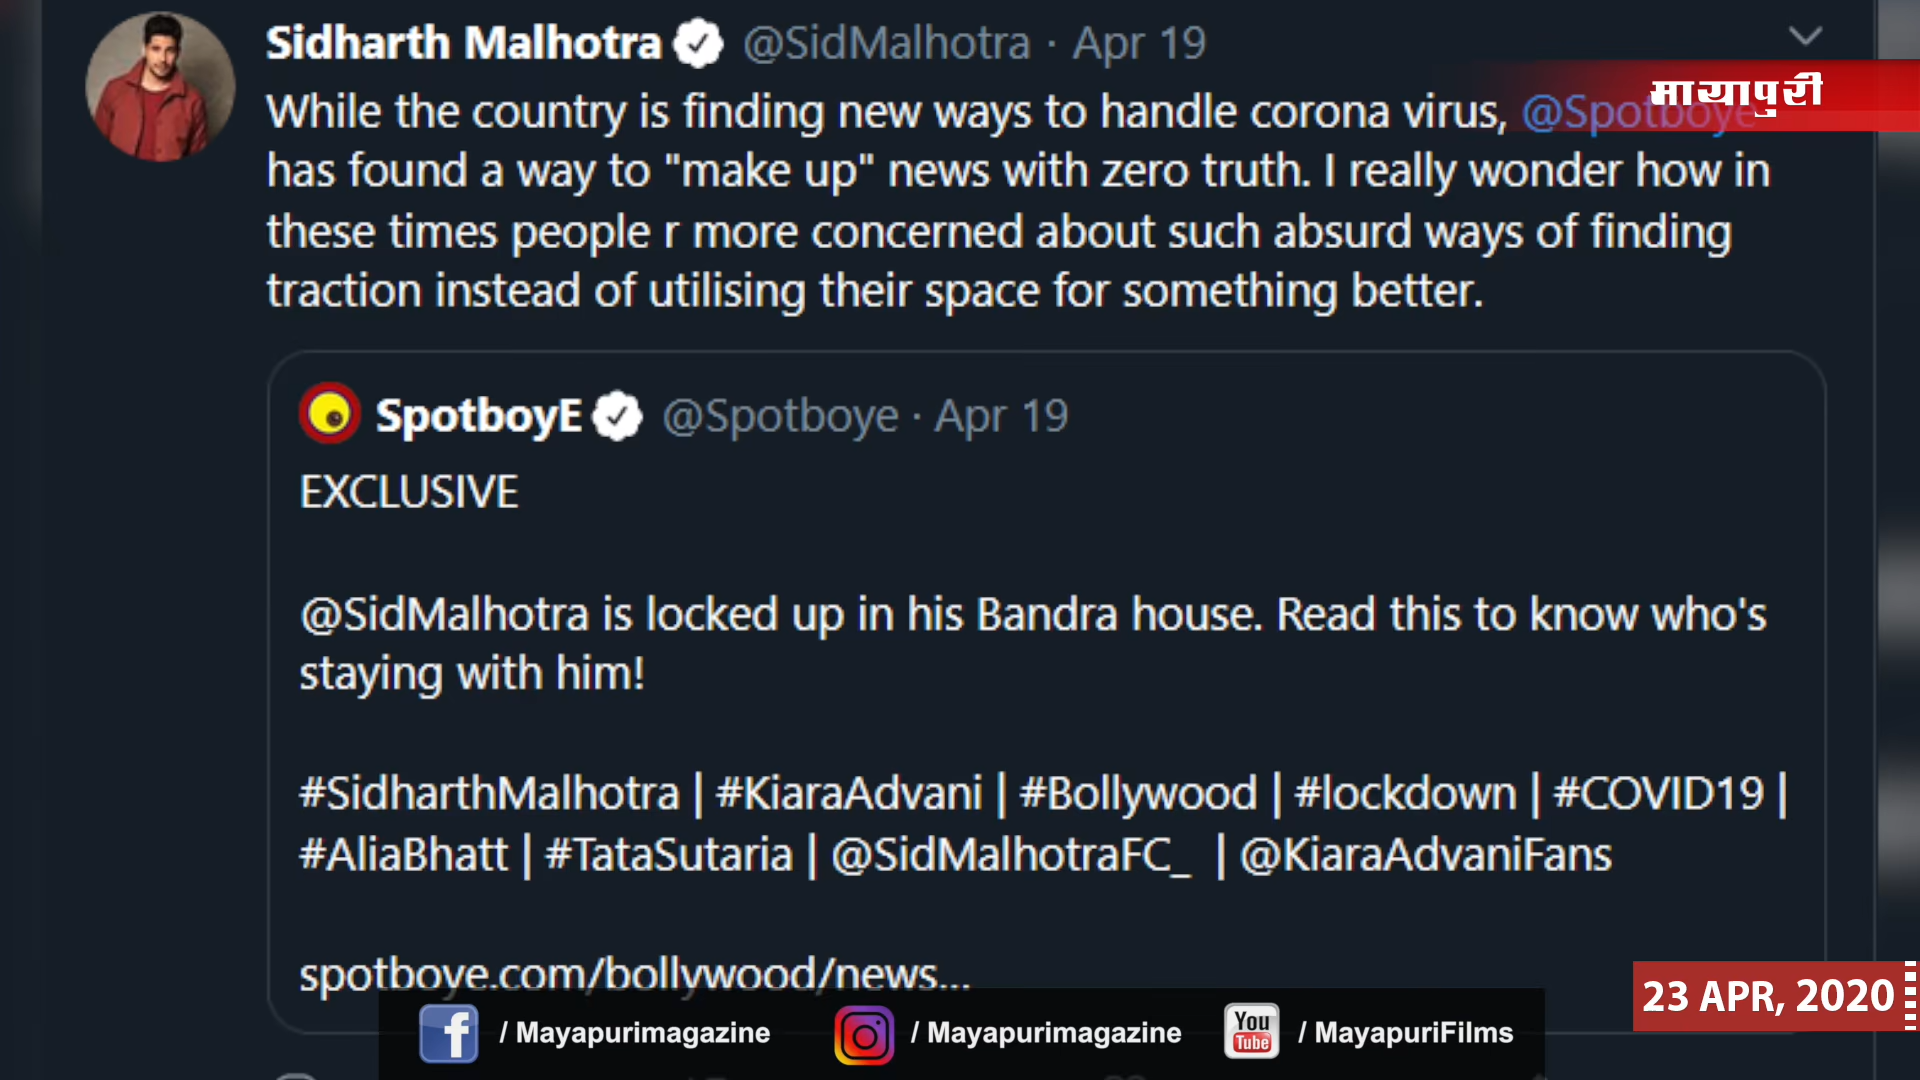 Sidharth Malhotra @SidMalhotra · Apr 19
मायापुरी
While the country is finding new ways to handle corona virus, @Spotboye
has found a way to "make up" news with zero truth. I really wonder how in
these times people r more concerned about such absurd ways of finding
traction instead of utilising their space for something better.
SpotboyE @Spotboye · Apr 19
EXCLUSIVE
@SidMalhotra is locked up in his Bandra house. Read this to know who's
staying with him!
#SidharthMalhotra | #KiaraAdvani | #Bollywood | #lockdown | #COVID19 |
#AliaBhatt | #TataSutaria | @SidMalhotraFC_ | @KiaraAdvaniFans
spotboye.com/bollywood/news...
23 APR, 2020
f / Mayapurimagazine / Mayapurimagazine You Tube / MayapuriFilms